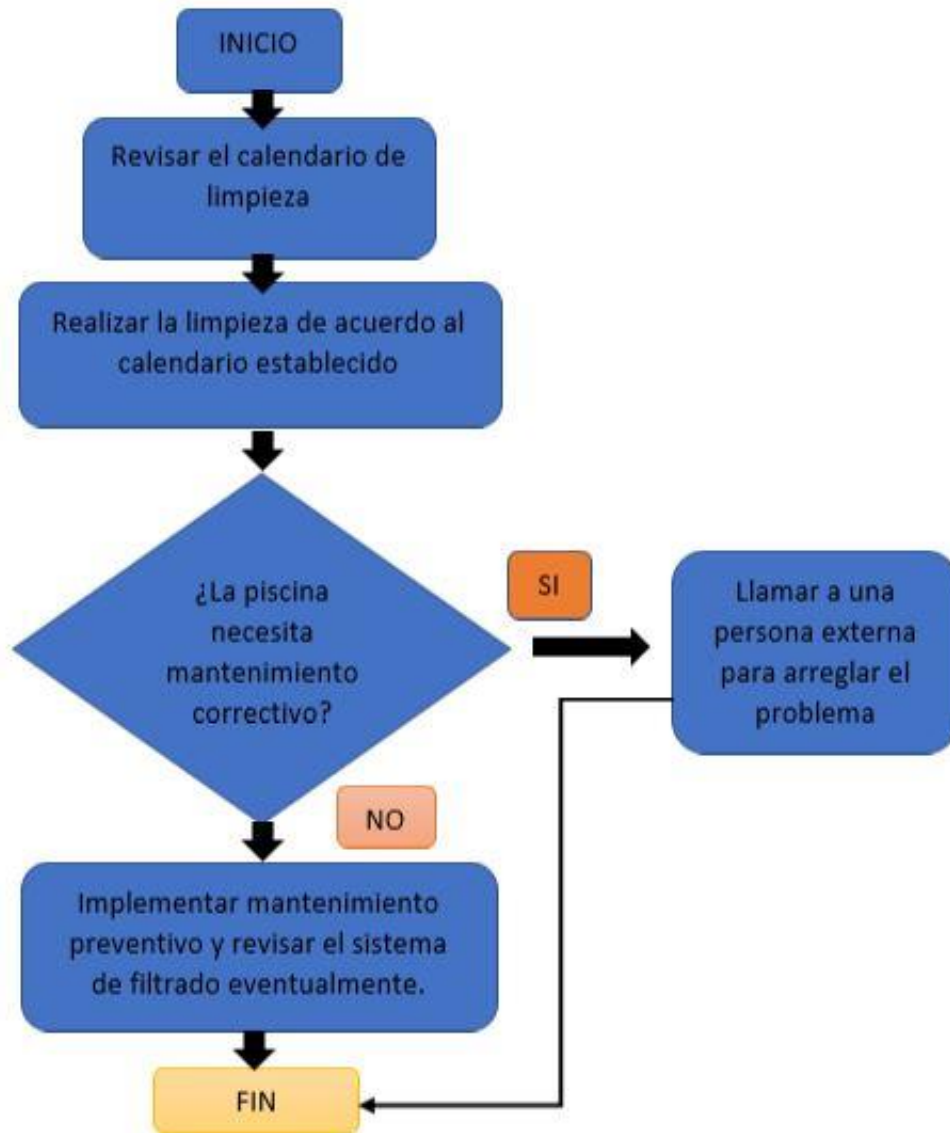 INICIO
Revisar el calendario de
limpieza
Realizar la limpieza de acuerdo al
calendario establecido
¿La piscina
necesita
mantenimiento
correctivo?
SI
Llamar a una
persona externa
para arreglar el
problema
NO
Implementar mantenimiento
preventivo y revisar el sistema
de filtrado eventualmente.
FIN